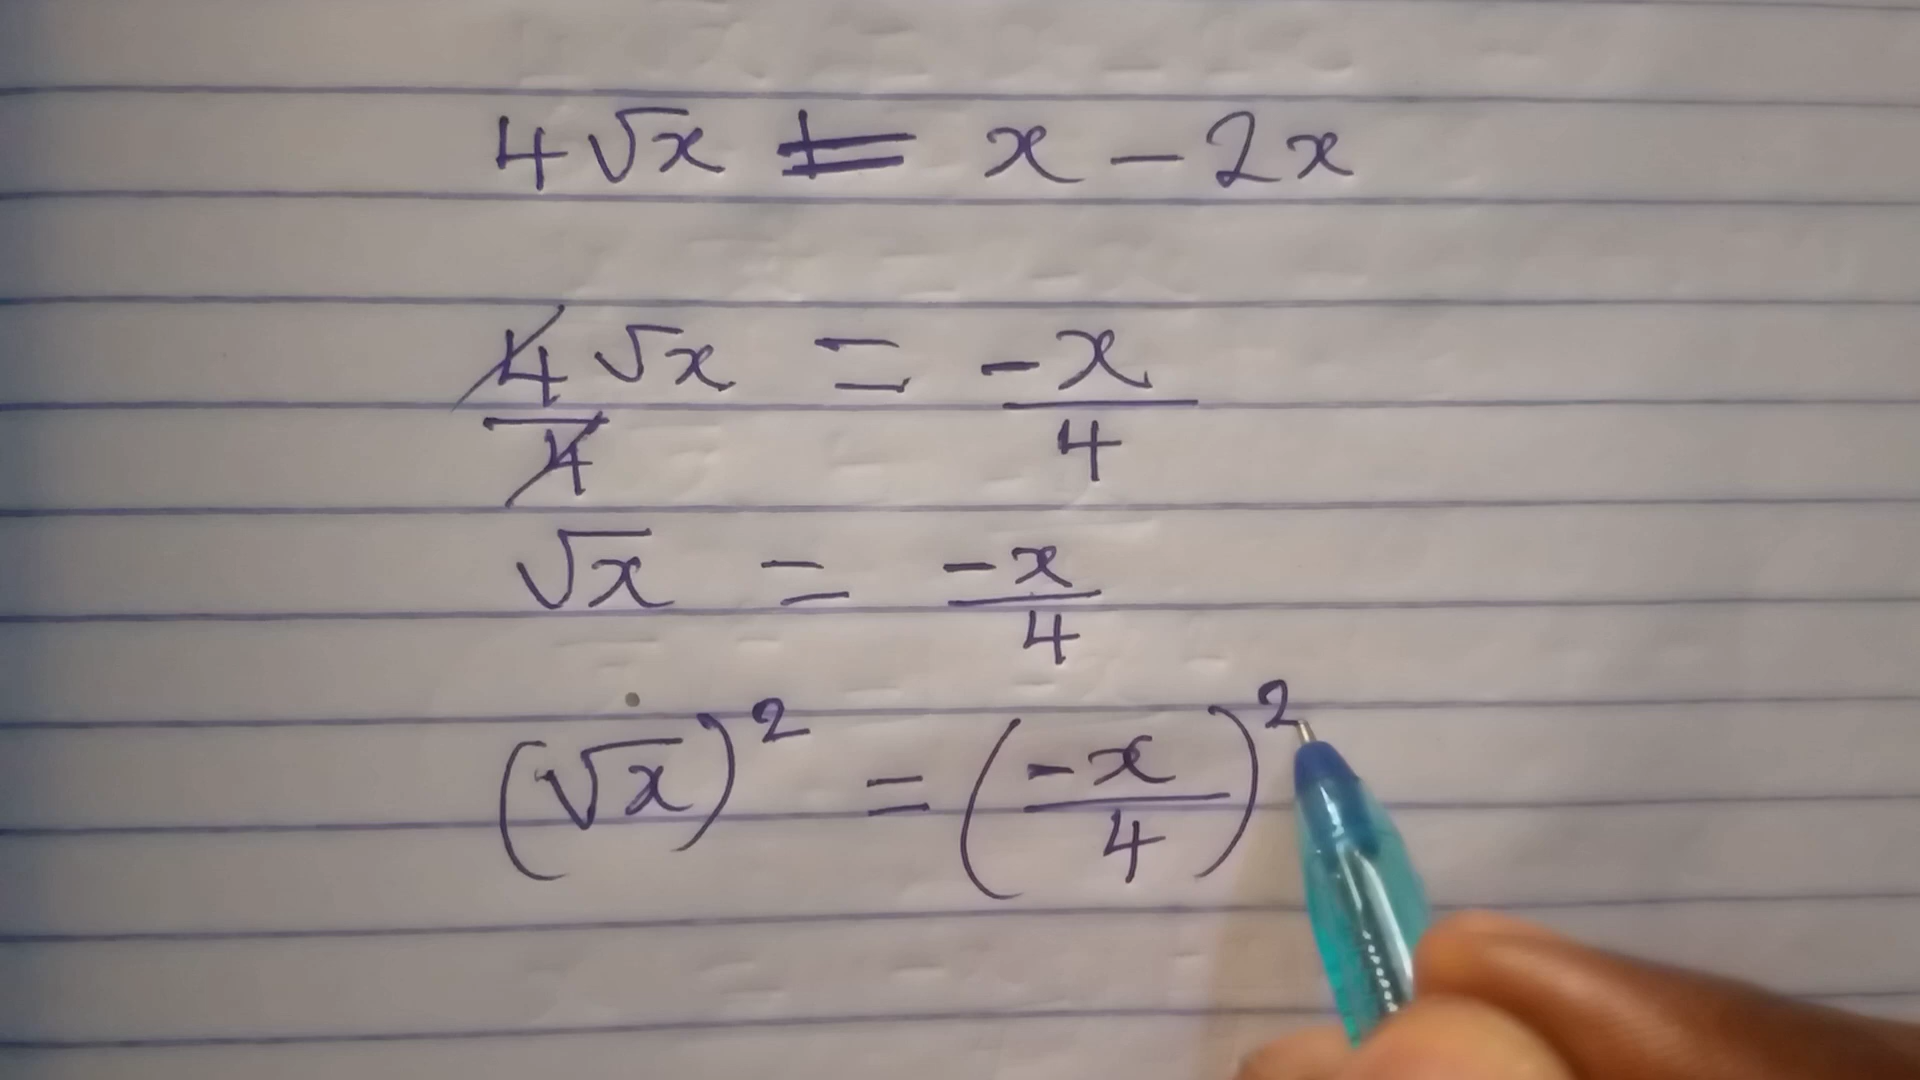 4√x = x - 2x
4√x/4 = -x/4
√x = -x/4
(√x)² = (-x/4)²